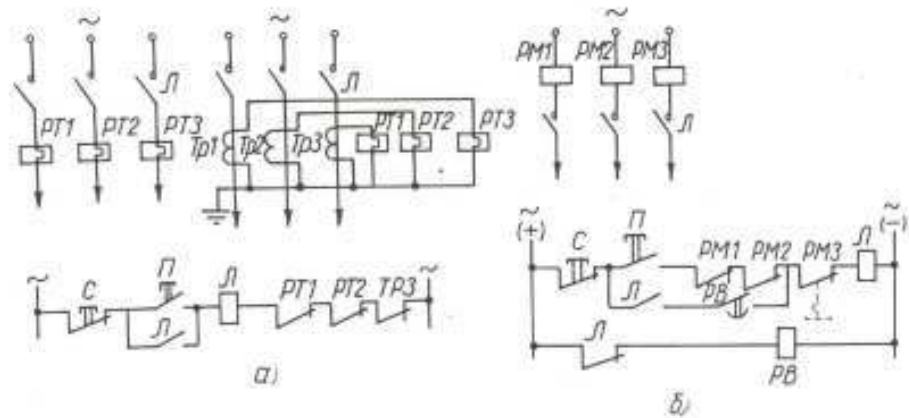 ~ ~ ~
Л Л
РТ1 РТ2 РТ3
Тр1 Тр2 Тр3 РТ1 РТ2 РТ3
РМ1 РМ2 РМ3
Л
~ С П Л РТ1 РТ2 ТР3 ~
Л
а)
~ (+) С П РМ1 РМ2 РМ3 Л ~ (−)
Л РВ
Л РВ
б)